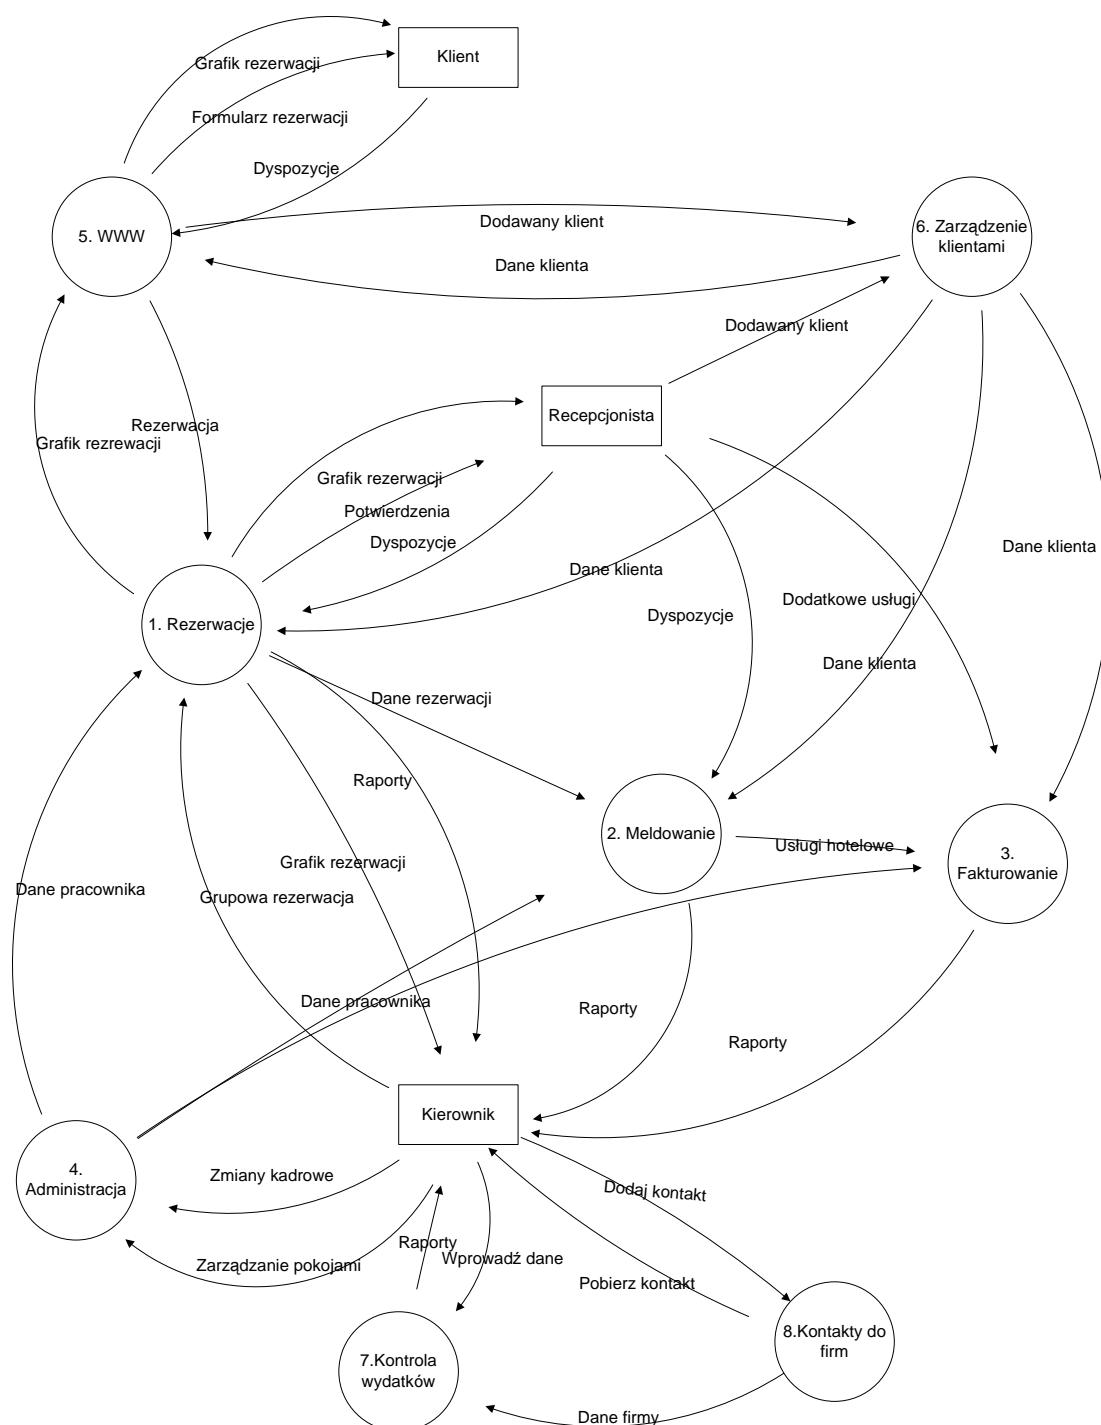 Klient
Grafik rezerwacji
Formularz rezerwacji
Dyspozycje
5. WWW
Dodawany klient
6. Zarządzenie
klientami
Dane klienta
Dodawany klient
Recepcjonista
Rezerwacja
Grafik rezrewacji
Grafik rezerwacji
Potwierdzenia
Dyspozycje
Dane klienta
Dane klienta
Dodatkowe usługi
Dyspozycje
1. Rezerwacje
Dane klienta
Dane rezerwacji
Raporty
2. Meldowanie
Usługi hotelowe
3.
Fakturowanie
Grafik rezerwacji
Dane pracownika
Grupowa rezerwacja
Dane pracownika
Raporty
Raporty
Kierownik
4.
Administracja
Zmiany kadrowe
Dodaj kontakt
Raporty
Wprowadź dane
Zarządzanie pokojami
Pobierz kontakt
8.Kontakty do
firm
7.Kontrola
wydatków
Dane firmy